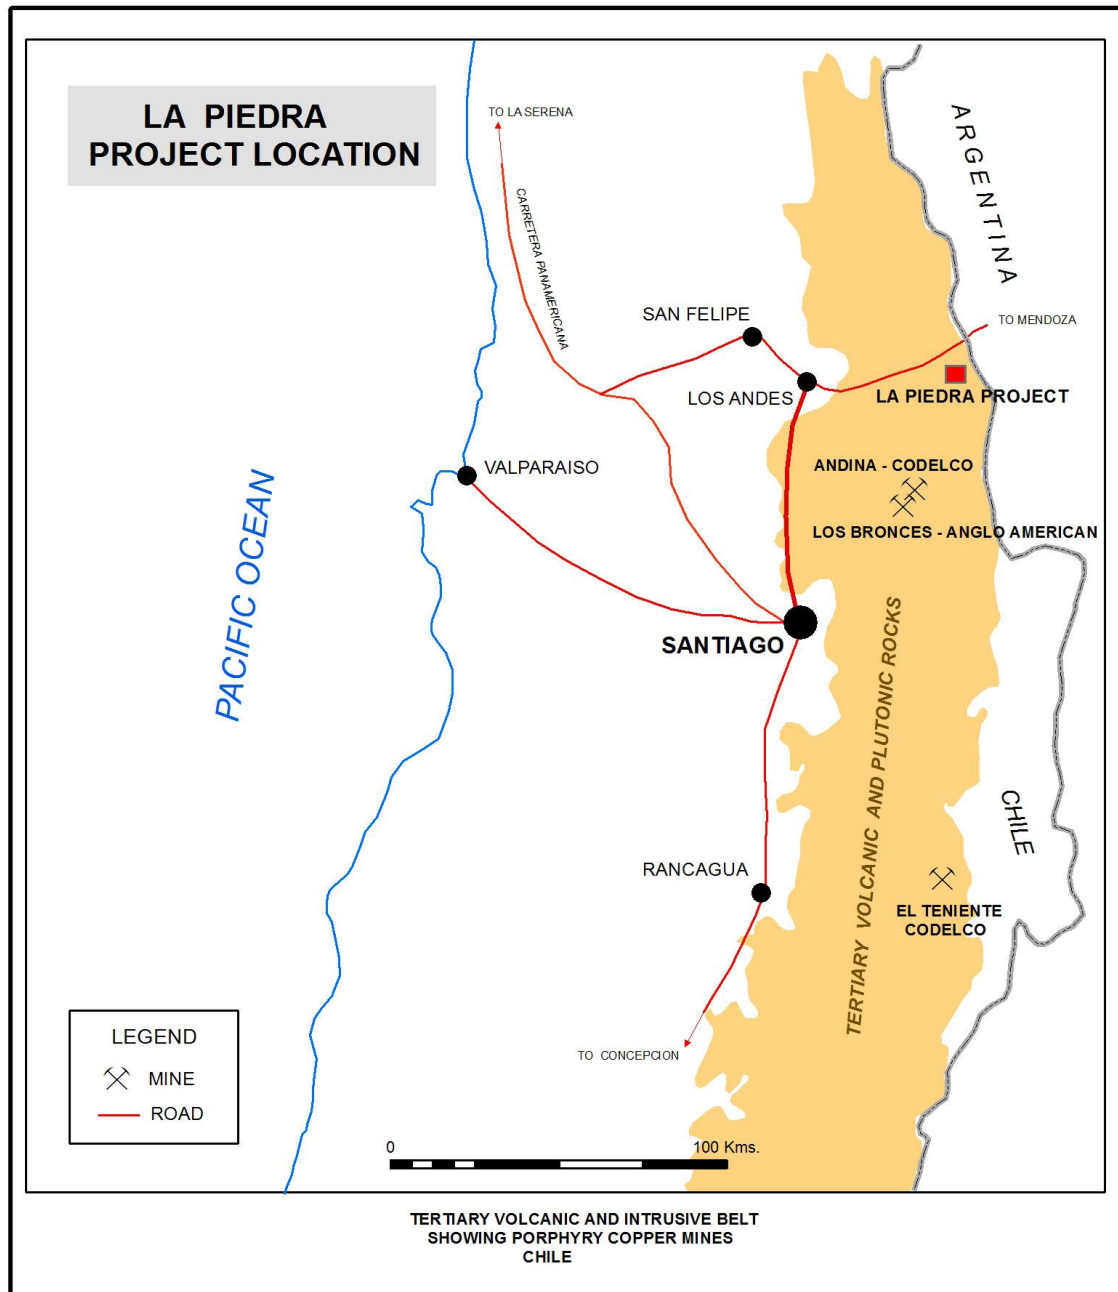 LA PIEDRA
PROJECT LOCATION
TO LA SERENA
CARRETERA PANAMERICANA
ARGENTINA
SAN FELIPE
TO MENDOZA
LOS ANDES
LA PIEDRA PROJECT
VALPARAISO
ANDINA - CODELCO
LOS BRONCES - ANGLO AMERICAN
PACIFIC OCEAN
SANTIAGO
TERTIARY VOLCANIC AND PLUTONIC ROCKS
CHILE
RANCAGUA
EL TENIENTE
CODELCO
TO CONCEPCION
LEGEND
MINE
ROAD
0 100 Kms.
TERTIARY VOLCANIC AND INTRUSIVE BELT
SHOWING PORPHYRY COPPER MINES
CHILE